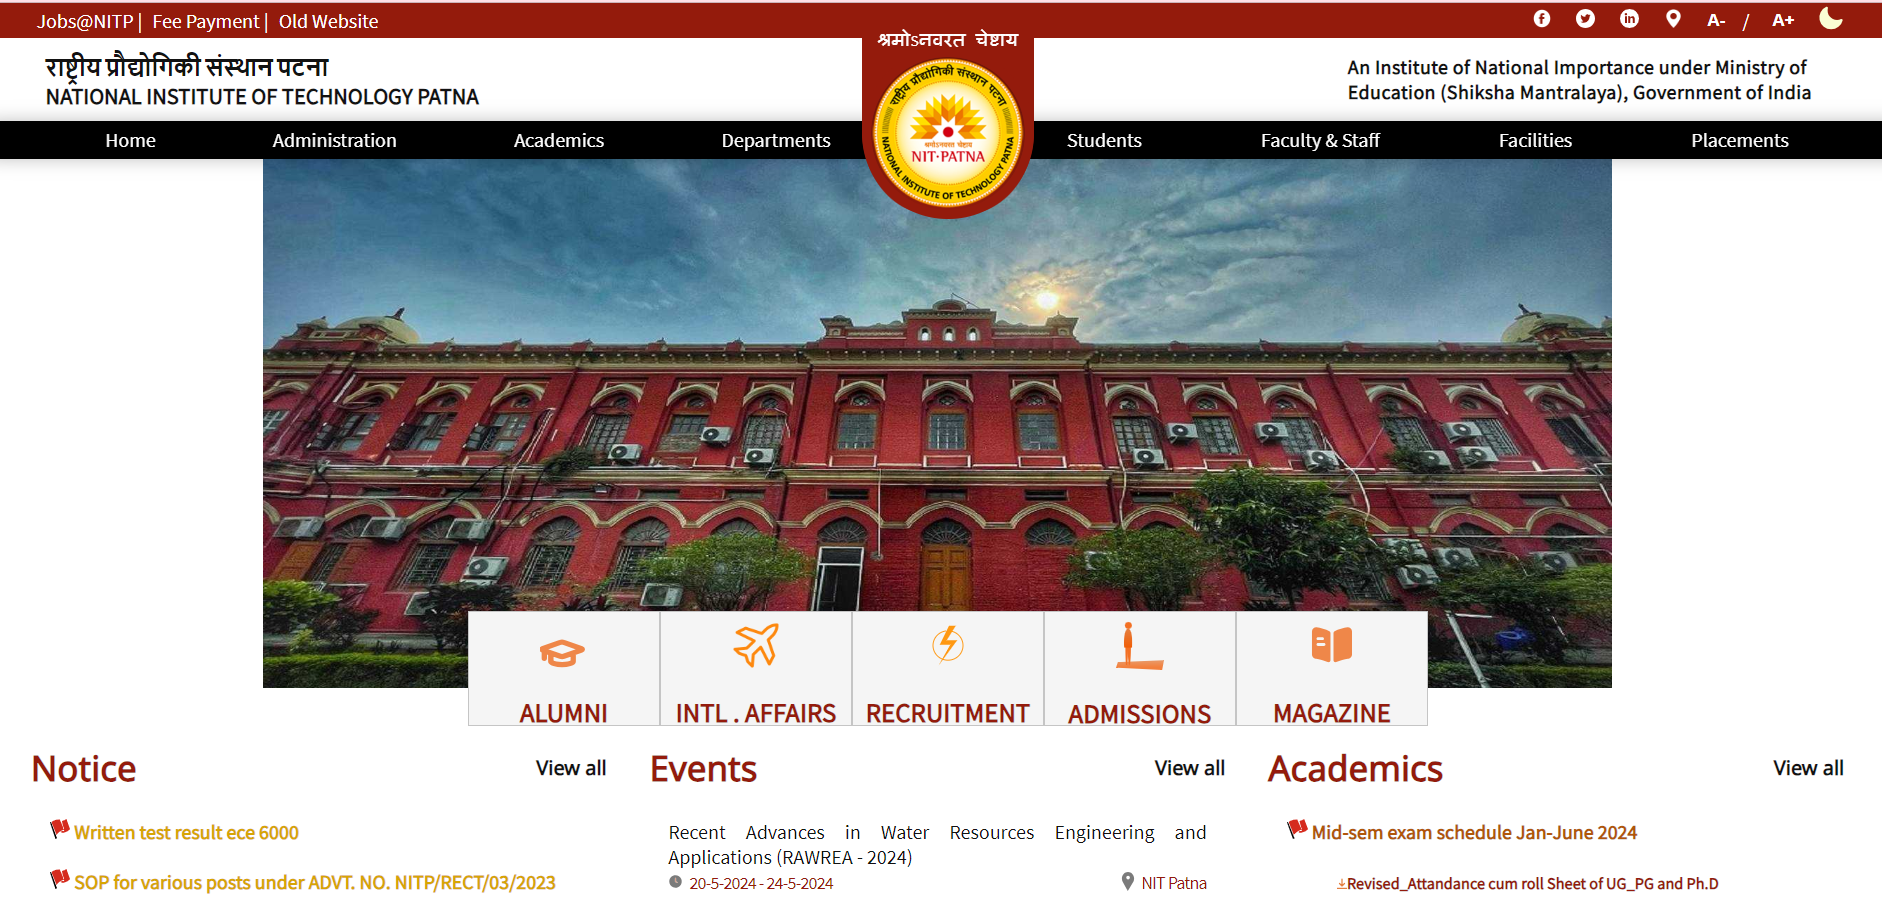 Jobs@NITP | Fee Payment | Old Website
A- / A+
श्रमोऽनवरत चेष्टाय
राष्ट्रीय प्रौद्योगिकी संस्थान पटना
NATIONAL INSTITUTE OF TECHNOLOGY PATNA
राष्ट्रीय प्रौद्योगिकी संस्थान पटना
श्रमोऽनवरत चेष्टाय
NIT-PATNA
NATIONAL INSTITUTE OF TECHNOLOGY PATNA
An Institute of National Importance under Ministry of
Education (Shiksha Mantralaya), Government of India
Home Administration Academics Departments Students Faculty & Staff Facilities Placements
ALUMNI INTL . AFFAIRS RECRUITMENT ADMISSIONS MAGAZINE
Notice View all
Written test result ece 6000
SOP for various posts under ADVT. NO. NITP/RECT/03/2023
Events View all
Recent Advances in Water Resources Engineering and
Applications (RAWREA - 2024)
20-5-2024 - 24-5-2024 NIT Patna
Academics View all
Mid-sem exam schedule Jan-June 2024
Revised_Attandance cum roll Sheet of UG_PG and Ph.D